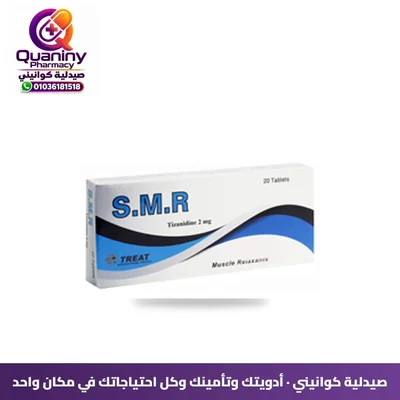 Quaniny
Pharmacy
صيدلية كوانيني
01036181518
20 Tablets
S.M.R
Tizanidine 2 mg
TREAT
Muscle Relaxants
صيدلية كوانيني - أدويتك وتأمينك وكل احتياجاتك في مكان واحد